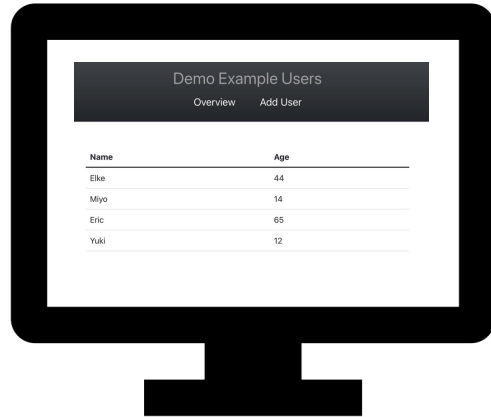 Demo Example Users
Overview Add User
Name Age
Elke 44
Miyo 14
Eric 65
Yuki 12